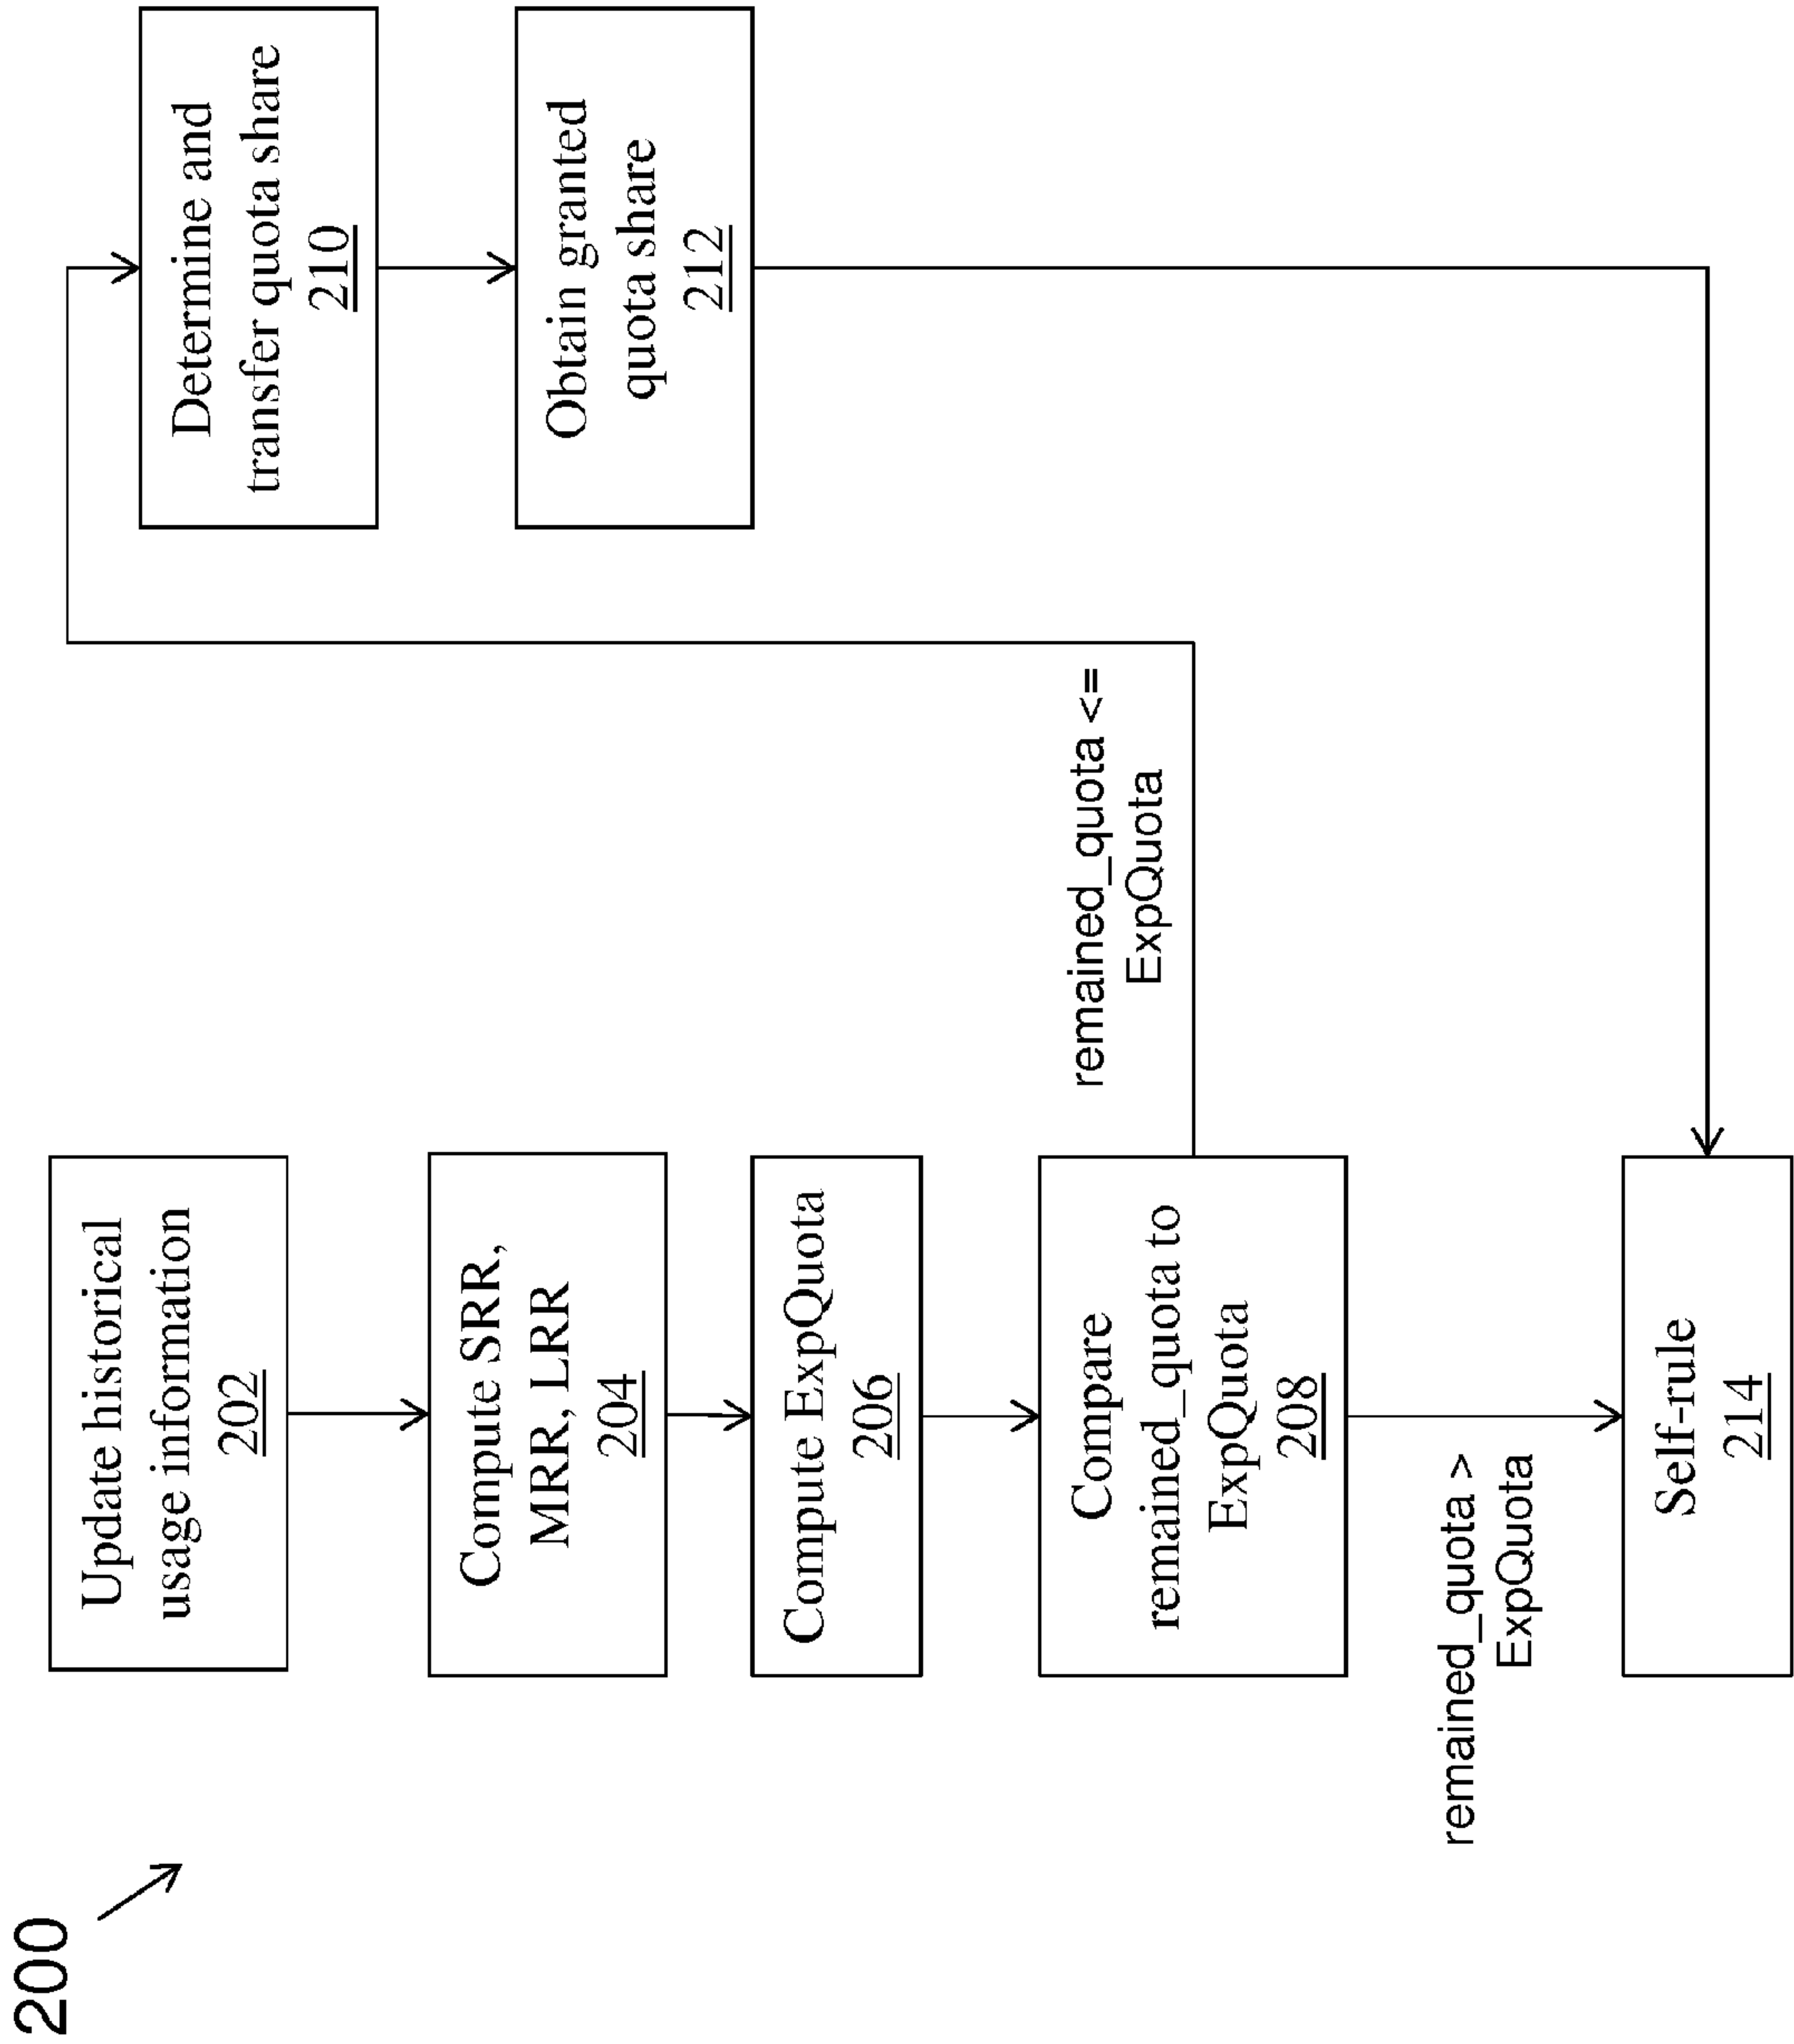 200
Update historical
usage information
202
Compute SRR,
MRR, LRR
204
Compute ExpQuota
206
Compare
remained_quota to
ExpQuota
208
remained_quota >
ExpQuota
remained_quota <=
ExpQuota
Determine and
transfer quota share
210
Obtain granted
quota share
212
Self-rule
214